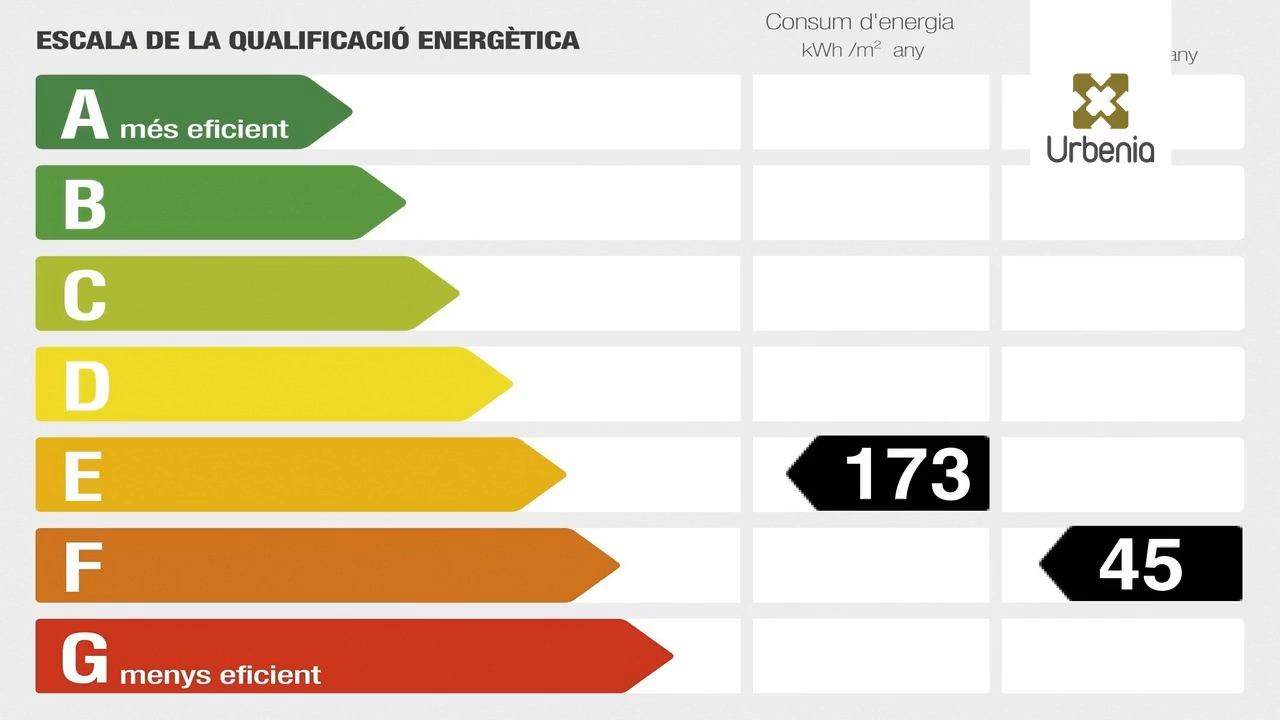 ESCALA DE LA QUALIFICACIÓ ENERGÈTICA
Consum d'energia
kWh /m² any
any
Urbenia
A més eficient
B
C
D
E
173
F
45
G menys eficient